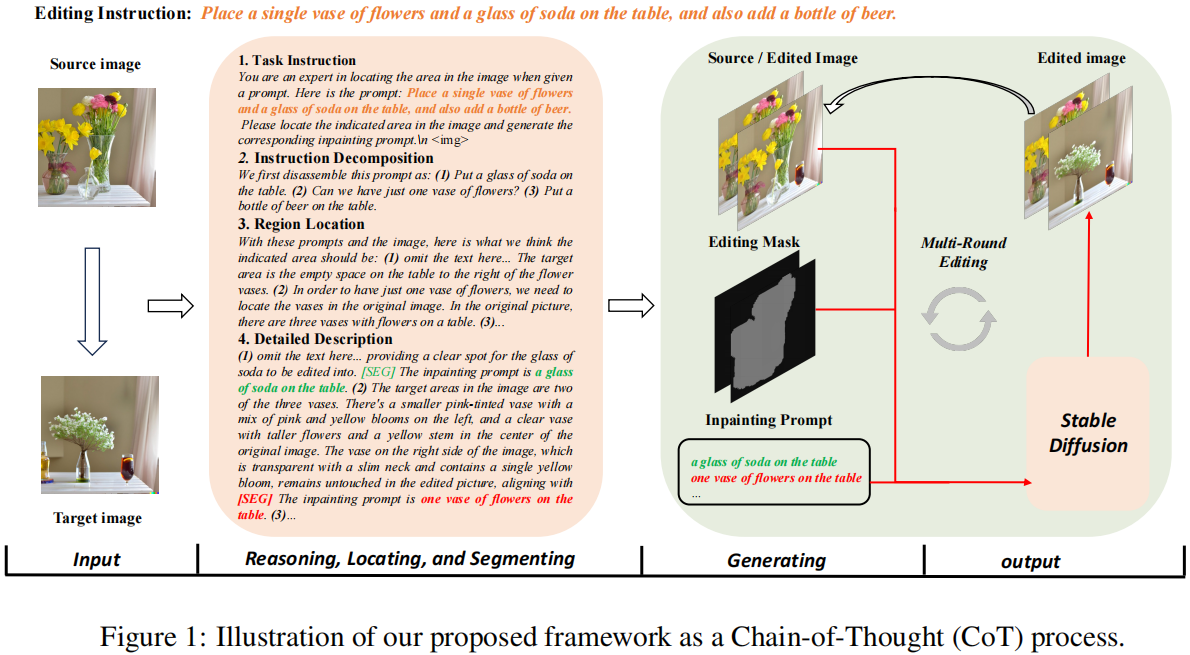 Editing Instruction: Place a single vase of flowers and a glass of soda on the table, and also add a bottle of beer.
Source image
Target image
1. Task Instruction
You are an expert in locating the area in the image when given
a prompt. Here is the prompt: Place a single vase of flowers
and a glass of soda on the table, and also add a bottle of beer.
Please locate the indicated area in the image and generate the
corresponding inpainting prompt.\n <img>
2. Instruction Decomposition
We first disassemble this prompt as: (1) Put a glass of soda on
the table. (2) Can we have just one vase of flowers? (3) Put a
bottle of beer on the table.
3. Region Location
With these prompts and the image, here is what we think the
indicated area should be: (1) omit the text here... The target
area is the empty space on the table to the right of the flower
vases. (2) In order to have just one vase of flowers, we need to
locate the vases in the original image. In the original picture,
there are three vases with flowers on a table. (3)...
4. Detailed Description
(1) omit the text here... providing a clear spot for the glass of
soda to be edited into. [SEG] The inpainting prompt is a glass
of soda on the table. (2) The target areas in the image are two
of the three vases. There's a smaller pink-tinted vase with a
mix of pink and yellow blooms on the left, and a clear vase
with taller flowers and a yellow stem in the center of the
original image. The vase on the right side of the image, which
is transparent with a slim neck and contains a single yellow
bloom, remains untouched in the edited picture, aligning with
[SEG] The inpainting prompt is one vase of flowers on the
table. (3)...
Source / Edited Image
Edited image
Editing Mask
Multi-Round
Editing
Inpainting Prompt
a glass of soda on the table
one vase of flowers on the table
...
Stable
Diffusion
Input
Reasoning, Locating, and Segmenting
Generating
output
Figure 1: Illustration of our proposed framework as a Chain-of-Thought (CoT) process.